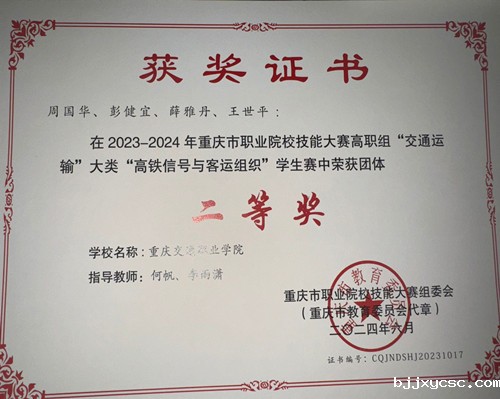 获奖证书
周国华、彭健宜、薛雅丹、王世平：
在2023-2024年重庆市职业院校技能大赛高职组“交通运
输”大类“高铁信号与客运组织”学生赛中荣获团体
二等奖
学校名称：重庆交通职业学院
指导教师：何帆、李雨潇
重庆市职业院校技能大赛组委会
（重庆市教育委员会代章）
二〇二四年六月
证书编号：CQJNDSHJ20231017
bjjxycsc.com